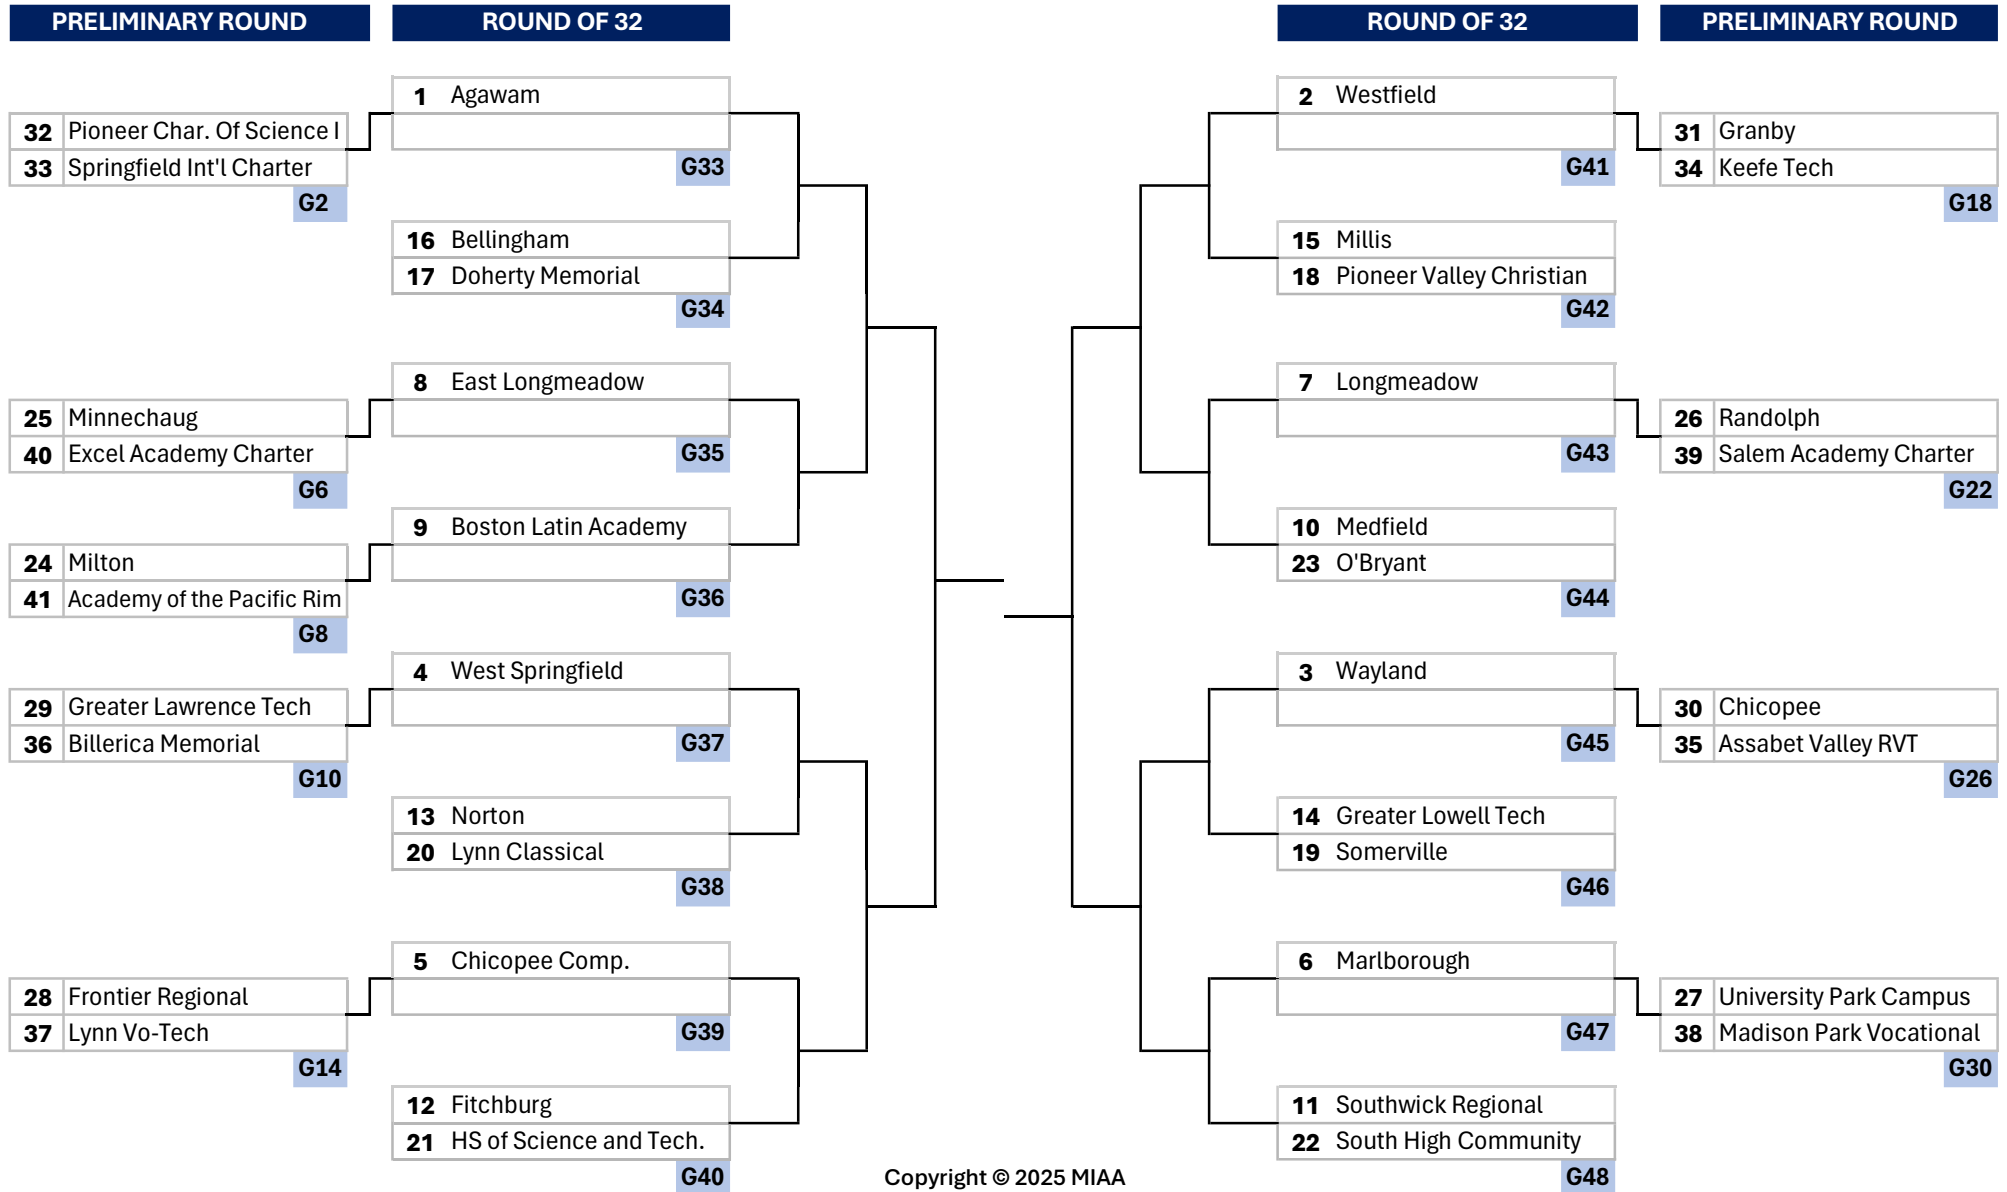 PRELIMINARY ROUND
ROUND OF 32
ROUND OF 32
PRELIMINARY ROUND
32 Pioneer Char. Of Science I
33 Springfield Int'l Charter
G2
25 Minnechaug
40 Excel Academy Charter
G6
24 Milton
41 Academy of the Pacific Rim
G8
29 Greater Lawrence Tech
36 Billerica Memorial
G10
28 Frontier Regional
37 Lynn Vo-Tech
G14
1 Agawam
G33
16 Bellingham
17 Doherty Memorial
G34
8 East Longmeadow
G35
9 Boston Latin Academy
G36
4 West Springfield
G37
13 Norton
20 Lynn Classical
G38
5 Chicopee Comp.
G39
12 Fitchburg
21 HS of Science and Tech.
G40
2 Westfield
G41
15 Millis
18 Pioneer Valley Christian
G42
7 Longmeadow
G43
10 Medfield
23 O'Bryant
G44
3 Wayland
G45
14 Greater Lowell Tech
19 Somerville
G46
6 Marlborough
G47
11 Southwick Regional
22 South High Community
G48
31 Granby
34 Keefe Tech
G18
26 Randolph
39 Salem Academy Charter
G22
30 Chicopee
35 Assabet Valley RVT
G26
27 University Park Campus
38 Madison Park Vocational
G30
Copyright © 2025 MIAA